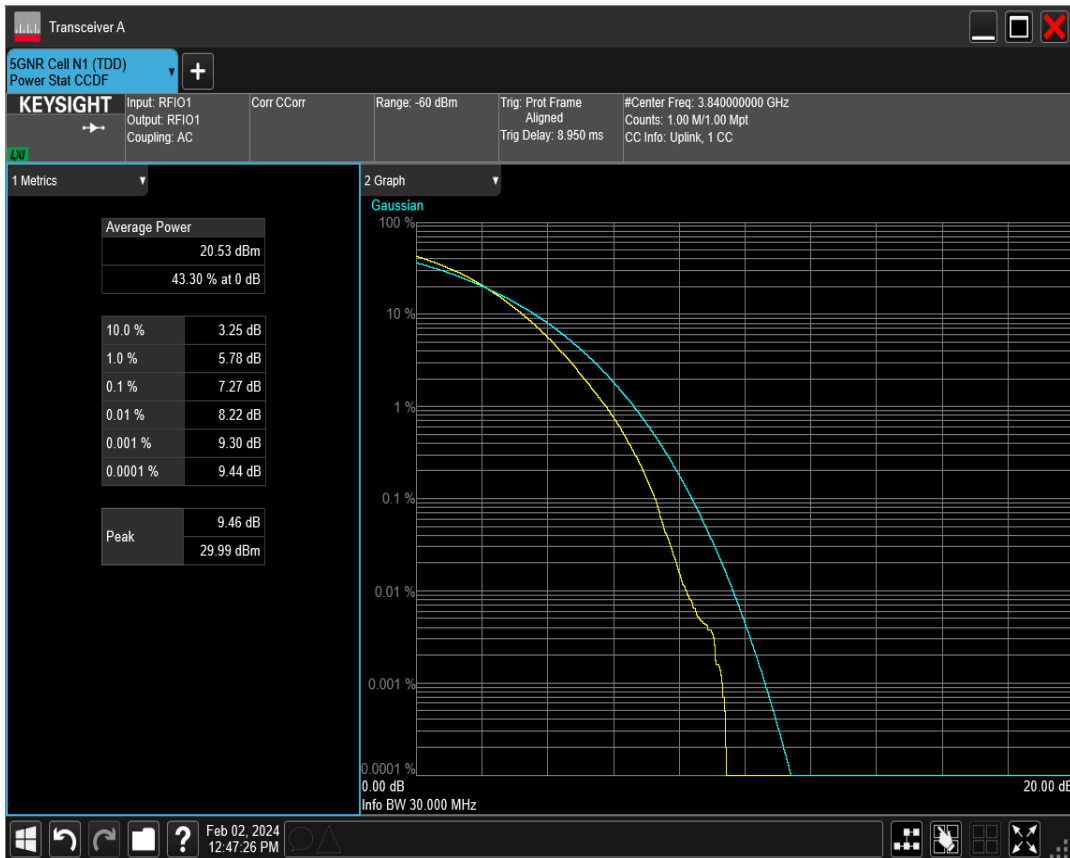 Transceiver A
5GNR Cell N1 (TDD)
Power Stat CCDF
+
KEYSIGHT
LXI
Input: RFIO1
Output: RFIO1
Coupling: AC
Corr CCorr
Range: -60 dBm
Trig: Prot Frame
Aligned
Trig Delay: 8.950 ms
#Center Freq: 3.840000000 GHz
Counts: 1.00 M/1.00 Mpt
CC Info: Uplink, 1 CC
1 Metrics
Average Power
20.53 dBm
43.30 % at 0 dB
10.0 % 3.25 dB
1.0 % 5.78 dB
0.1 % 7.27 dB
0.01 % 8.22 dB
0.001 % 9.30 dB
0.0001 % 9.44 dB
Peak
9.46 dB
29.99 dBm
2 Graph
Gaussian
100 %
10 %
1 %
0.1 %
0.01 %
0.001 %
0.0001 %
0.00 dB
20.00 dB
Info BW 30.000 MHz
?
Feb 02, 2024
12:47:26 PM